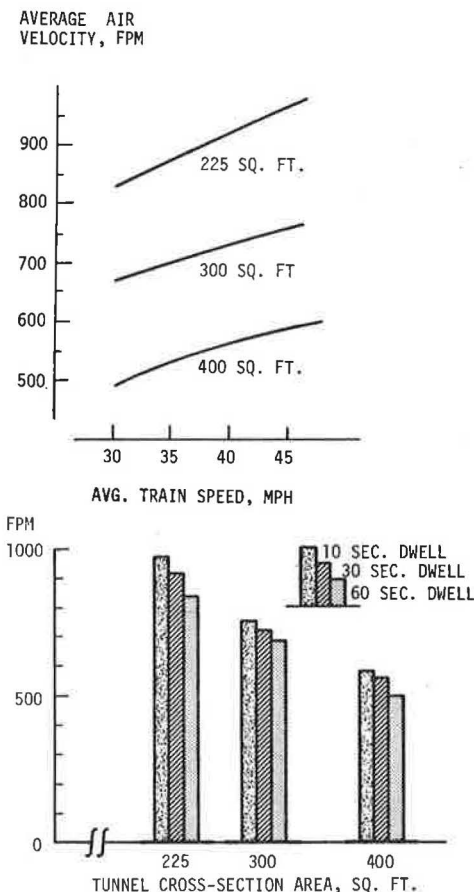 AVERAGE AIR
VELOCITY, FPM
900
225 SQ. FT.
800
700
300 SQ. FT
600
400 SQ. FT.
500
30 35 40 45
AVG. TRAIN SPEED, MPH
FPM
1000
10 SEC. DWELL
30 SEC. DWELL
60 SEC. DWELL
500
0
225 300 400
TUNNEL CROSS-SECTION AREA, SQ. FT.